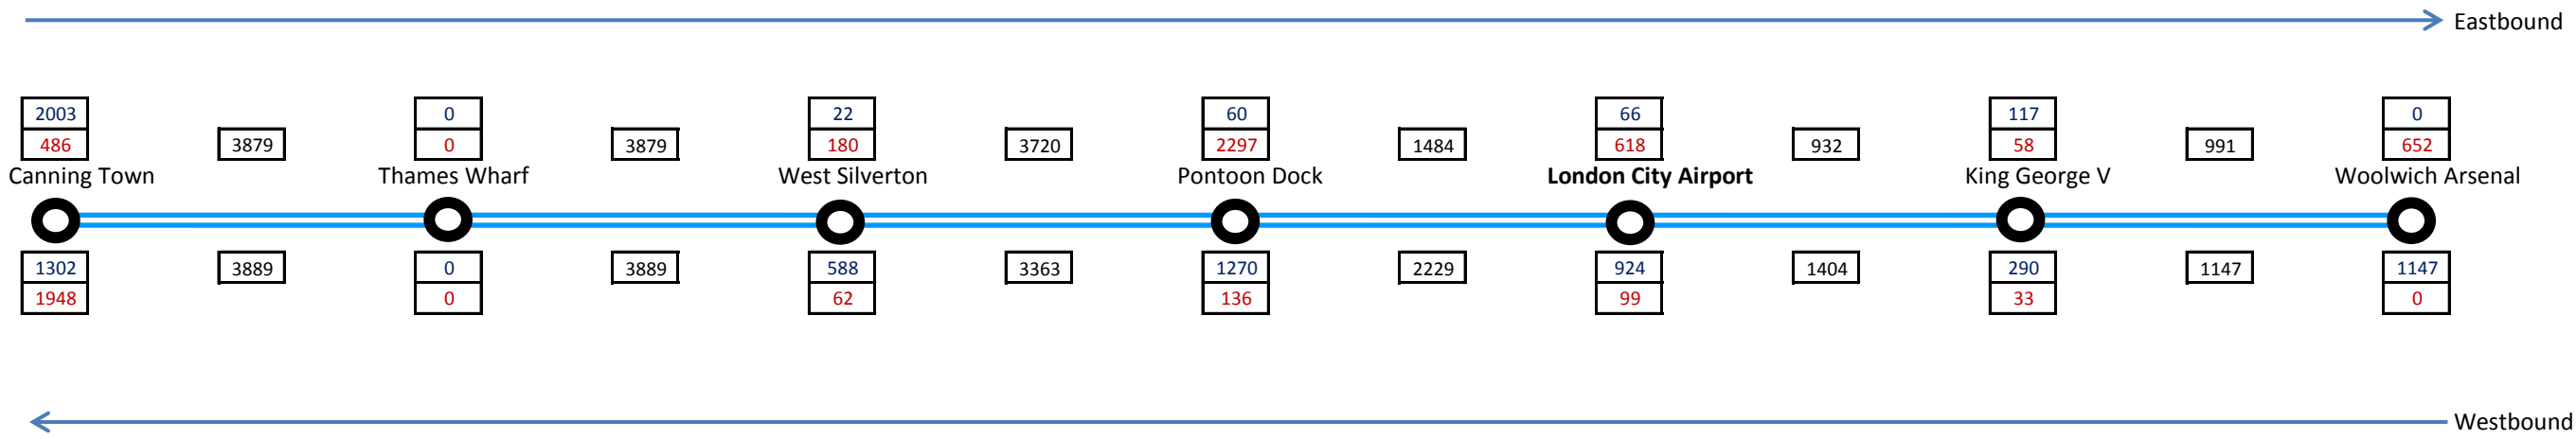 Eastbound
2003 0 22 60 66 117 0
486 3879 0 3879 180 3720 2297 1484 618 932 58 991 652
Canning Town Thames Wharf West Silverton Pontoon Dock London City Airport King George V Woolwich Arsenal
1302 3889 0 3889 588 3363 1270 2229 924 1404 290 1147 1147
1948 0 62 136 99 33 0
Westbound